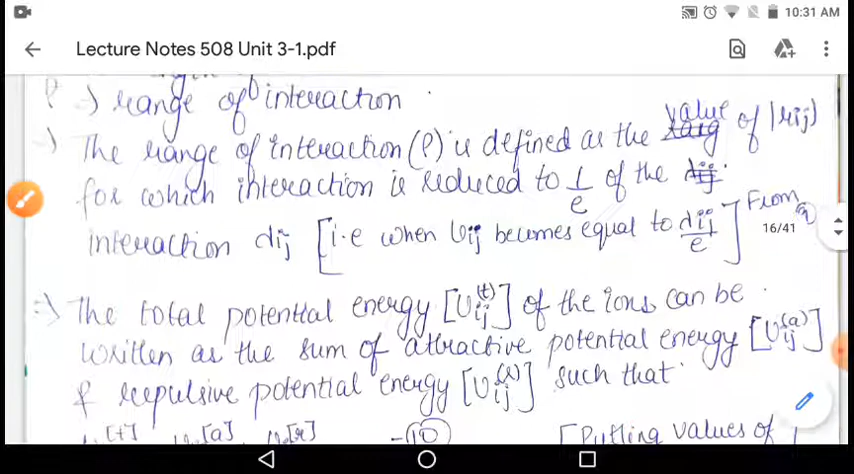 10:31 AM
Lecture Notes 508 Unit 3-1.pdf
→ range of interaction.
→ The range of interaction (ρ) is defined as the value of |rij|
for which interaction is reduced to 1/e of the
interaction dij [i.e when Uij becomes equal to dij/e] From
16/41
⇒ The total potential energy [Uij(t)] of the ions can be
written as the sum of attractive potential energy [Uij(a)]
& repulsive potential energy [Uij(r)] such that
—(10) [Putting values of